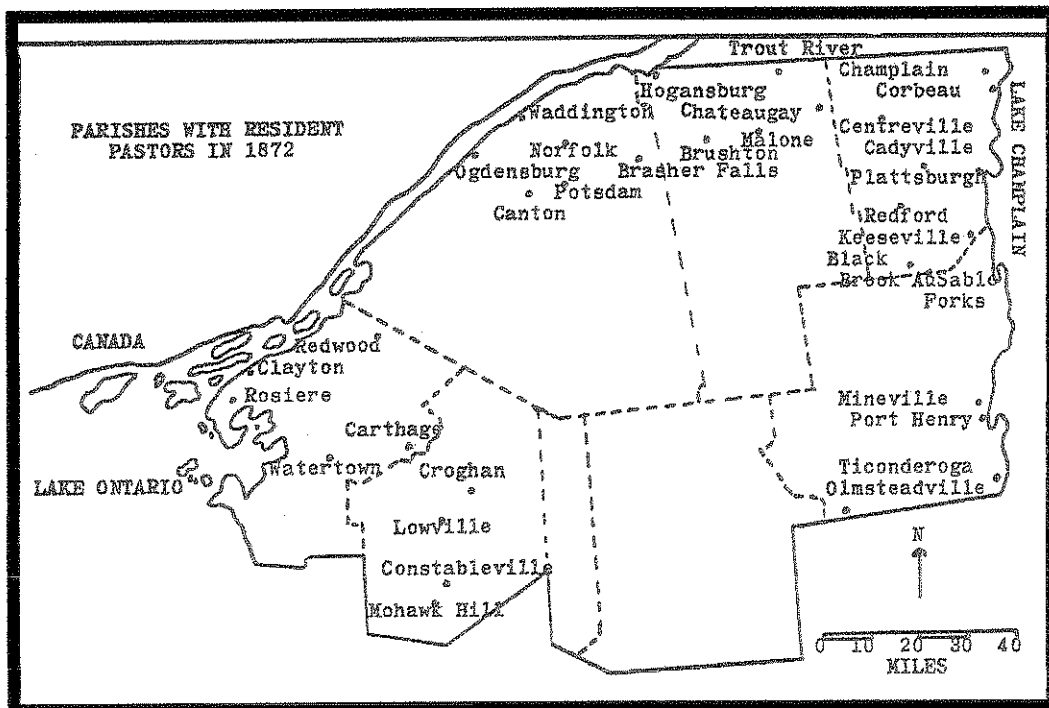 PARISHES WITH RESIDENT
PASTORS IN 1872
Trout River
Hogansburg
Champlain
Corbeau
Waddington
Chateaugay
Centreville
Cadyville
Malone
Norfolk
Brushton
Ogdensburg
Brasher Falls
Plattsburgh
Potsdam
Canton
Redford
Keeseville
LAKE CHAMPLAIN
Black
Brook AuSable
Forks
CANADA
Redwood
Clayton
Rosiere
Carthage
Watertown
Croghan
LAKE ONTARIO
Lowville
Constableville
Mohawk Hill
Mineville
Port Henry
Ticonderoga
Olmsteadville
N
0 10 20 30 40
MILES